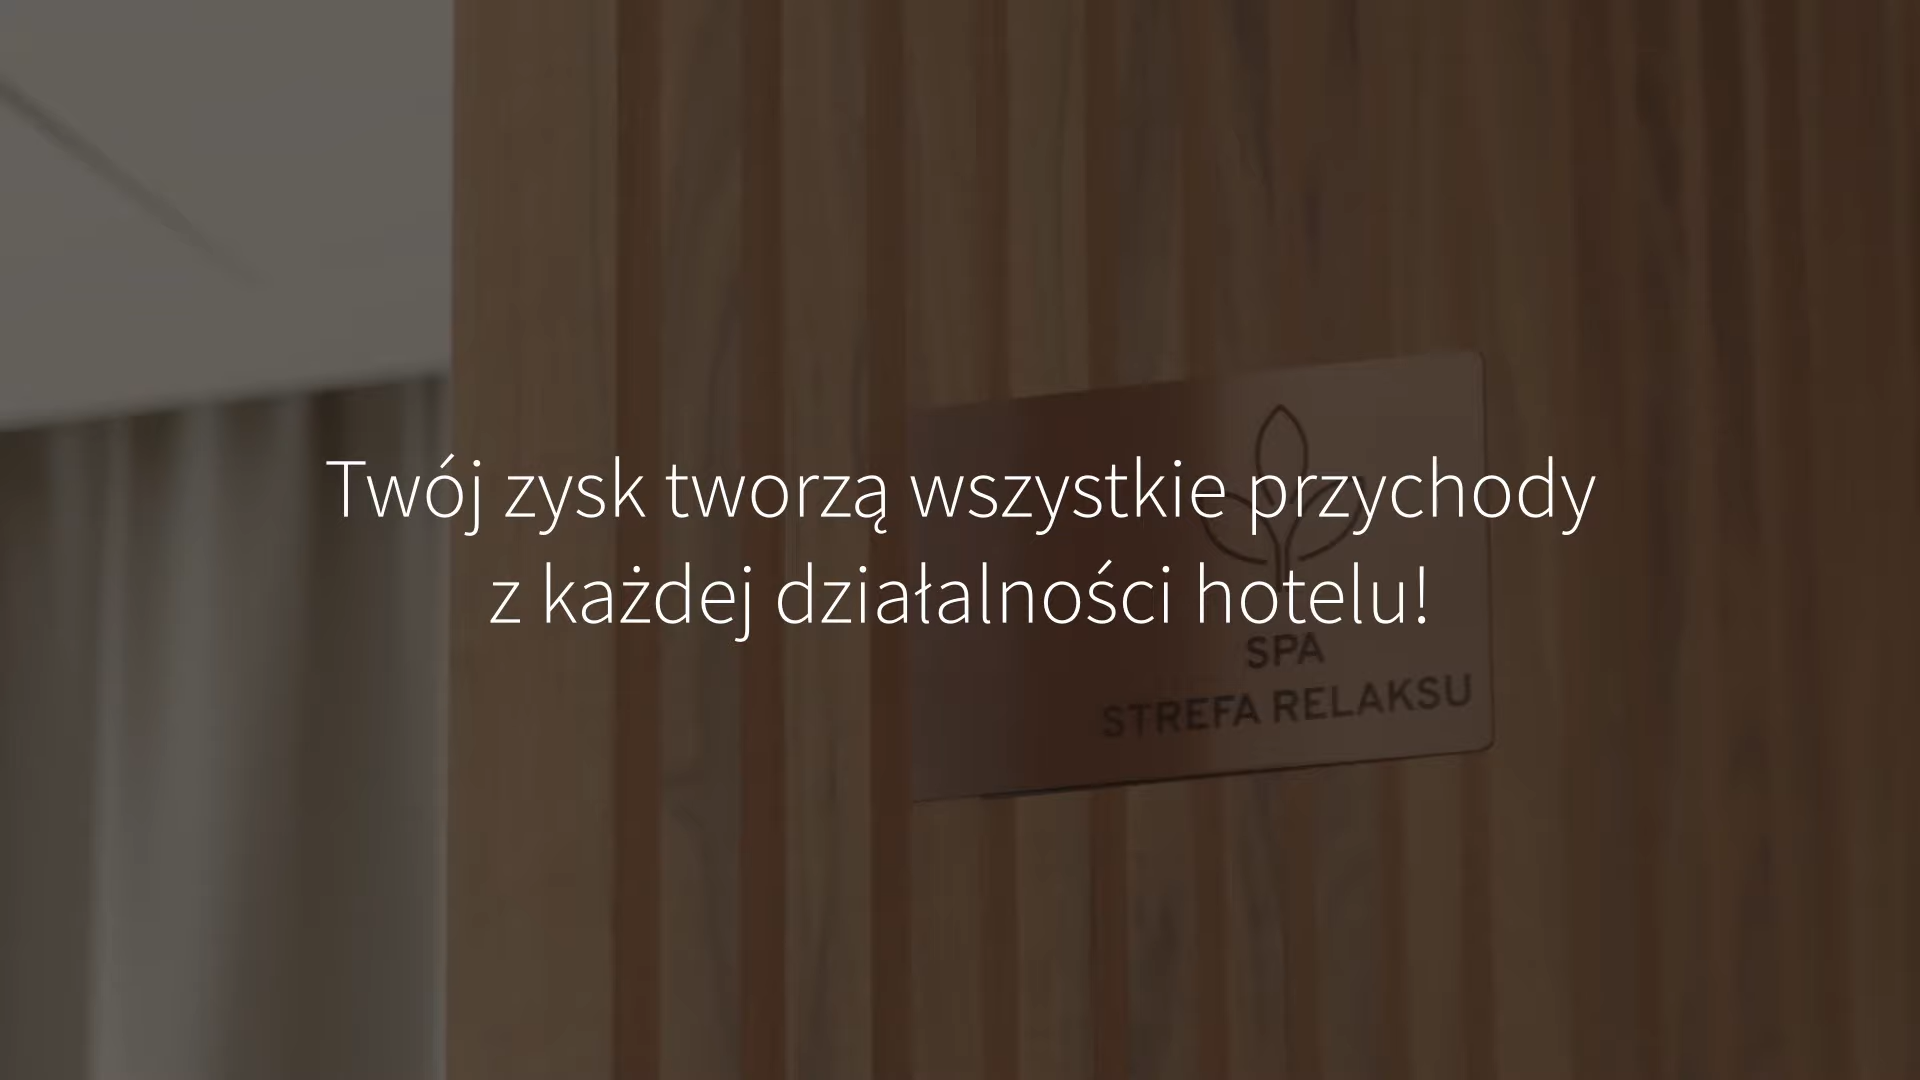 Twój zysk tworzą wszystkie przychody
z każdej działalności hotelu!
SPA
STREFA RELAKSU